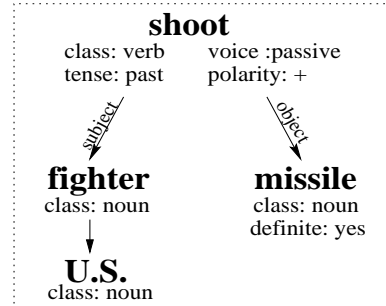 shoot
class: verb voice :passive
tense: past polarity: +
subject object
fighter missile
class: noun class: noun
definite: yes
U.S.
class: noun